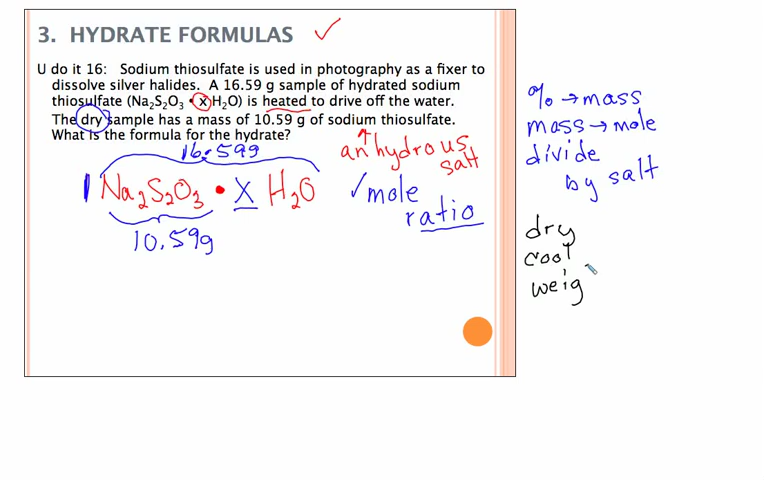 3. HYDRATE FORMULAS ✓
U do it 16: Sodium thiosulfate is used in photography as a fixer to
dissolve silver halides. A 16.59 g sample of hydrated sodium
thiosulfate (Na₂S₂O₃ • x H₂O) is heated to drive off the water.
The dry sample has a mass of 10.59 g of sodium thiosulfate.
What is the formula for the hydrate?
16.59g
anhydrous
salt
1 Na₂S₂O₃ • X H₂O
10.59g
✓mole
ratio
% → mass
mass → mole
divide
by salt
dry
cool
weig